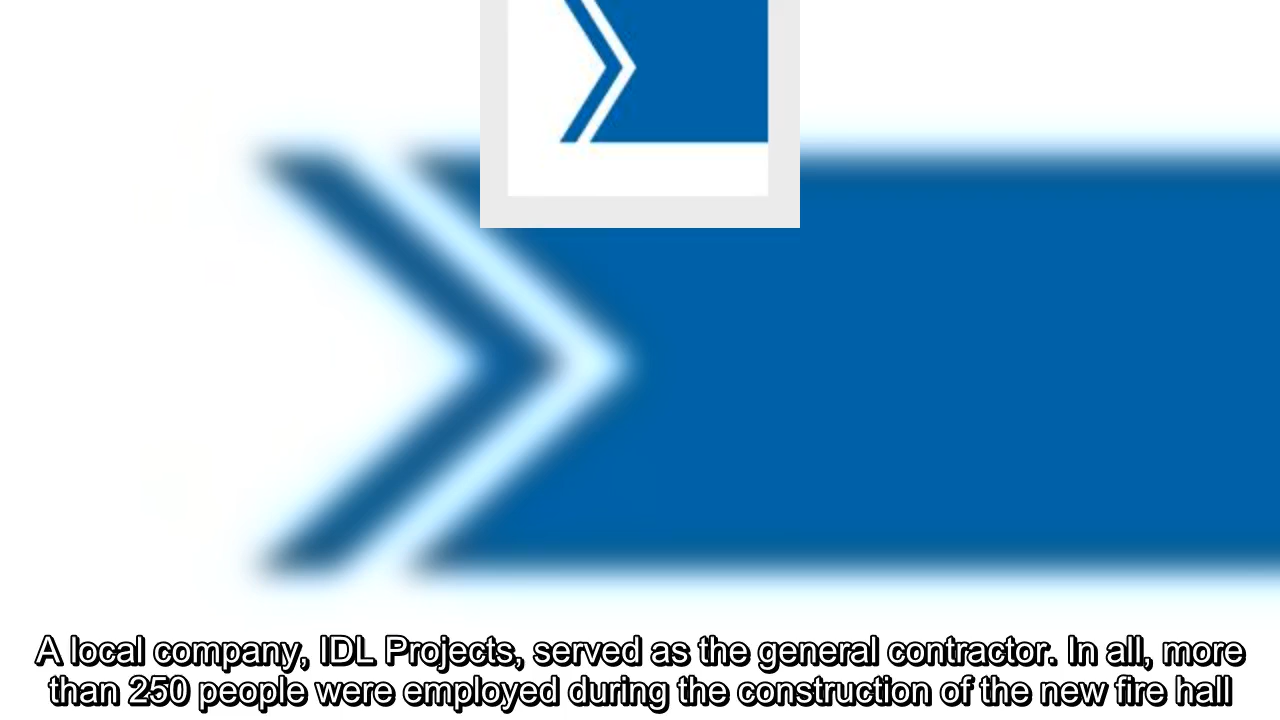 A local company, IDL Projects, served as the general contractor. In all, more
than 250 people were employed during the construction of the new fire hall